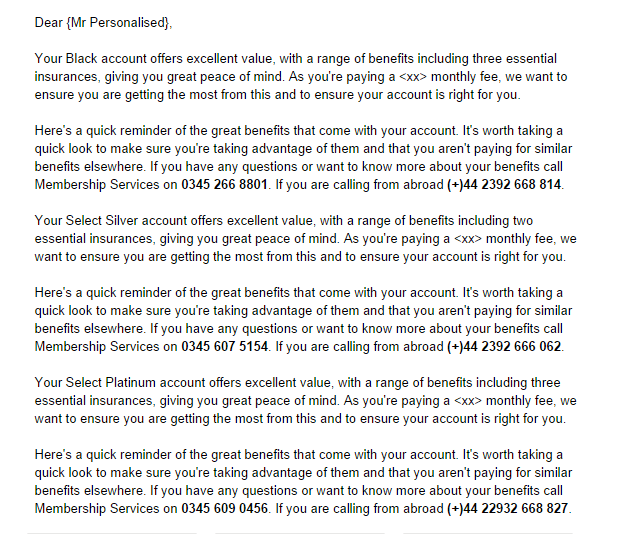 Dear {Mr Personalised},
Your Black account offers excellent value, with a range of benefits including three essential
insurances, giving you great peace of mind. As you're paying a <xx> monthly fee, we want to
ensure you are getting the most from this and to ensure your account is right for you.
Here's a quick reminder of the great benefits that come with your account. It's worth taking a
quick look to make sure you're taking advantage of them and that you aren't paying for similar
benefits elsewhere. If you have any questions or want to know more about your benefits call
Membership Services on 0345 266 8801. If you are calling from abroad (+)44 2392 668 814.
Your Select Silver account offers excellent value, with a range of benefits including two
essential insurances, giving you great peace of mind. As you're paying a <xx> monthly fee, we
want to ensure you are getting the most from this and to ensure your account is right for you.
Here's a quick reminder of the great benefits that come with your account. It's worth taking a
quick look to make sure you're taking advantage of them and that you aren't paying for similar
benefits elsewhere. If you have any questions or want to know more about your benefits call
Membership Services on 0345 607 5154. If you are calling from abroad (+)44 2392 666 062.
Your Select Platinum account offers excellent value, with a range of benefits including three
essential insurances, giving you great peace of mind. As you're paying a <xx> monthly fee, we
want to ensure you are getting the most from this and to ensure your account is right for you.
Here's a quick reminder of the great benefits that come with your account. It's worth taking a
quick look to make sure you're taking advantage of them and that you aren't paying for similar
benefits elsewhere. If you have any questions or want to know more about your benefits call
Membership Services on 0345 609 0456. If you are calling from abroad (+)44 22932 668 827.